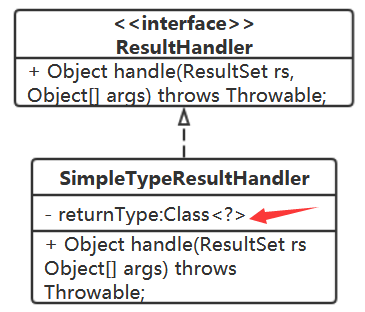 <<interface>>
ResultHandler
+ Object handle(ResultSet rs,
Object[] args) throws Throwable;
SimpleTypeResultHandler
- returnType:Class<?>
+ Object handle(ResultSet rs
Object[] args) throws
Throwable;